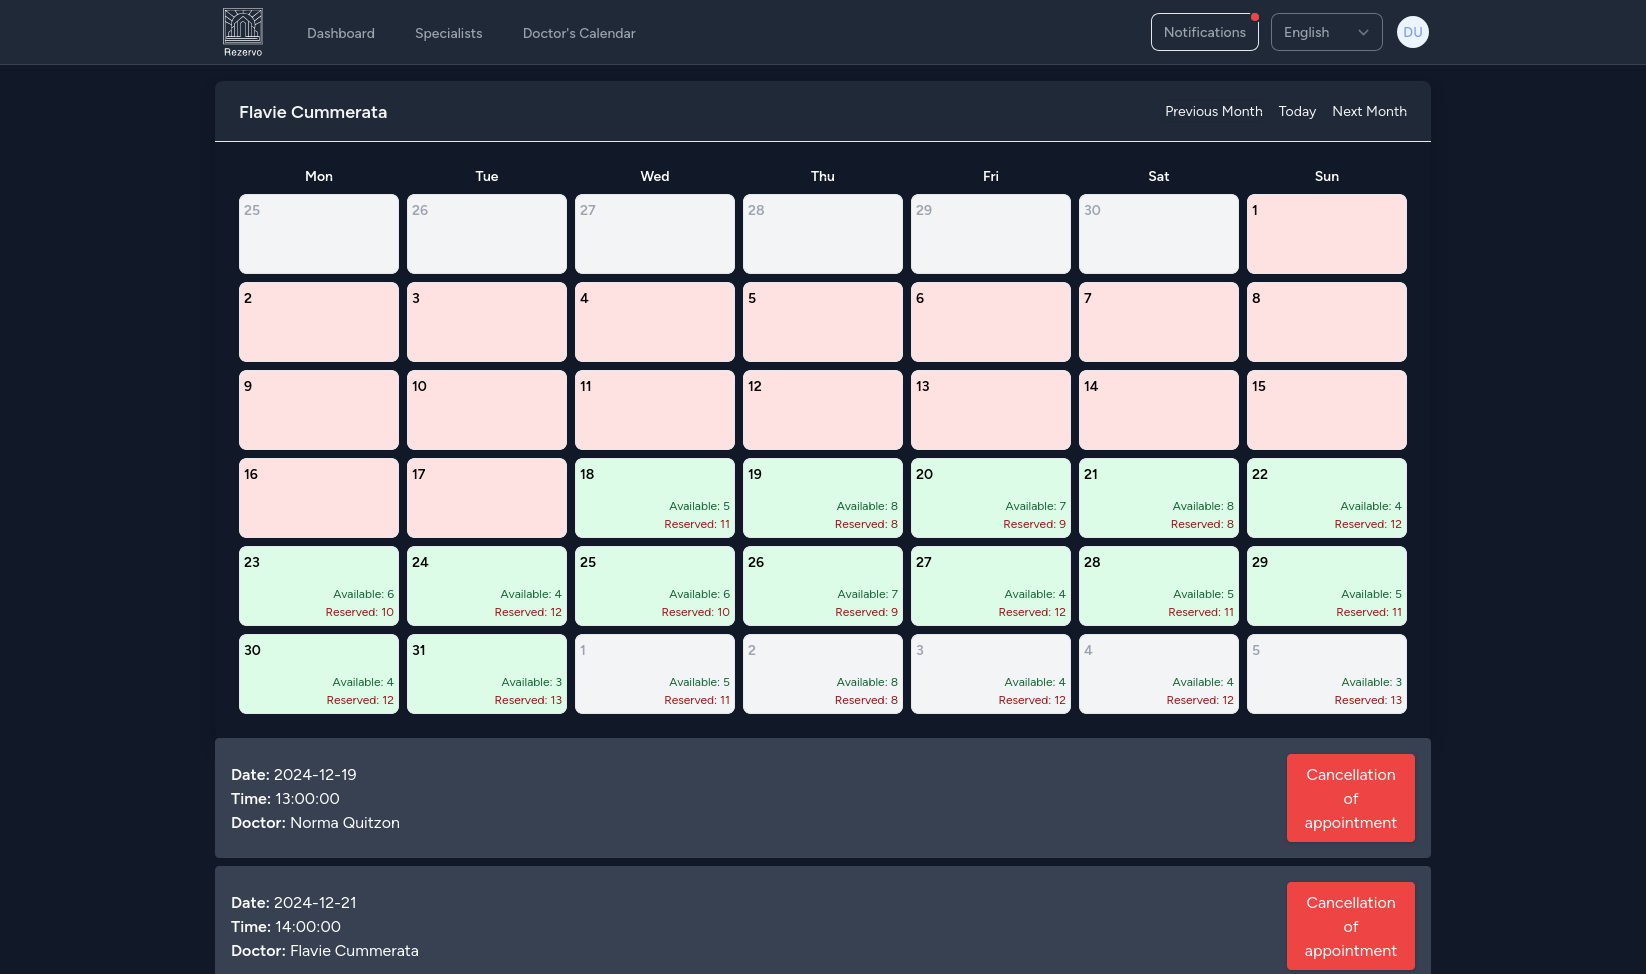 Rezervo
Dashboard
Specialists
Doctor's Calendar
Notifications
English
DU
Flavie Cummerata
Previous Month
Today
Next Month
Mon Tue Wed Thu Fri Sat Sun
25 26 27 28 29 30 1
2 3 4 5 6 7 8
9 10 11 12 13 14 15
16 17 18 19 20 21 22
Available: 5 Available: 8 Available: 7 Available: 8 Available: 4
Reserved: 11 Reserved: 8 Reserved: 9 Reserved: 8 Reserved: 12
23 24 25 26 27 28 29
Available: 6 Available: 4 Available: 6 Available: 7 Available: 4 Available: 5 Available: 5
Reserved: 10 Reserved: 12 Reserved: 10 Reserved: 9 Reserved: 12 Reserved: 11 Reserved: 11
30 31 1 2 3 4 5
Available: 4 Available: 3 Available: 5 Available: 8 Available: 4 Available: 4 Available: 3
Reserved: 12 Reserved: 13 Reserved: 11 Reserved: 8 Reserved: 12 Reserved: 12 Reserved: 13
Date: 2024-12-19
Time: 13:00:00
Doctor: Norma Quitzon
Cancellation
of
appointment
Date: 2024-12-21
Time: 14:00:00
Doctor: Flavie Cummerata
Cancellation
of
appointment